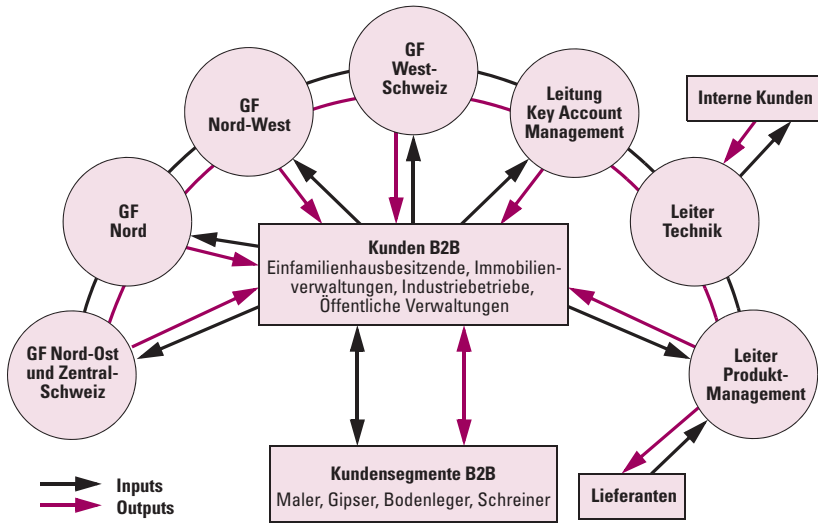 GF
West-
Schweiz
GF
Nord-West
Leitung
Key Account
Management
Interne Kunden
GF
Nord
Leiter
Technik
Kunden B2B
Einfamilienhausbesitzende, Immobilien-
verwaltungen, Industriebetriebe,
Öffentliche Verwaltungen
GF Nord-Ost
und Zentral-
Schweiz
Leiter
Produkt-
Management
Kundensegmente B2B
Maler, Gipser, Bodenleger, Schreiner
Lieferanten
Inputs
Outputs